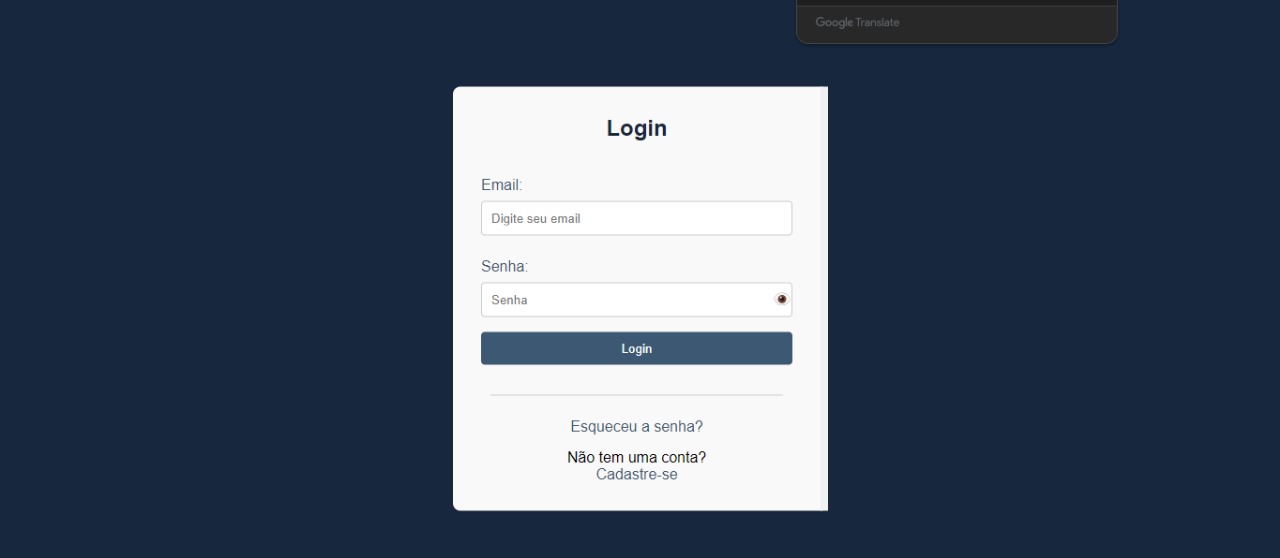 Google Translate
Login
Email:
Digite seu email
Senha:
Senha
Login
Esqueceu a senha?
Não tem uma conta?
Cadastre-se